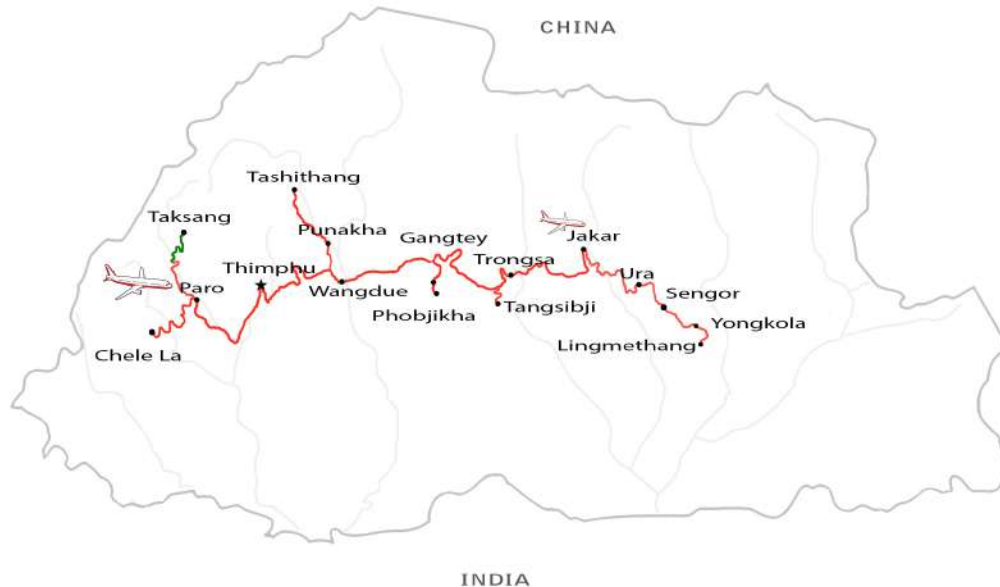 CHINA
Tashithang
Taksang
Punakha
Gangtey
Jakar
Thimphu
Trongsa
Ura
Paro
Wangdue
Sengor
Phobjikha
Tangsibji
Yongkola
Chele La
Lingmethang
INDIA